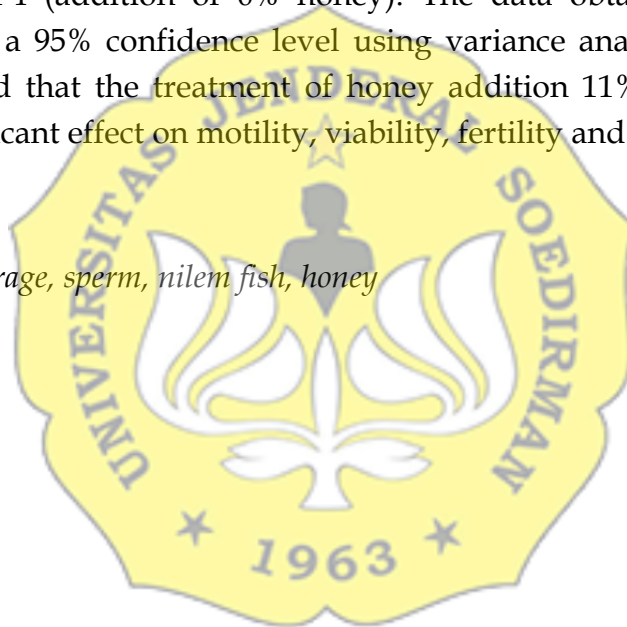 (addition of 0% honey). The data obta
a 95% confidence level using variance ana
d that the treatment of honey addition 11%
cant effect on motility, viability, fertility and
rage, sperm, nilem fish, honey
UNIVERSITAS JENDERAL SOEDIRMAN
1963